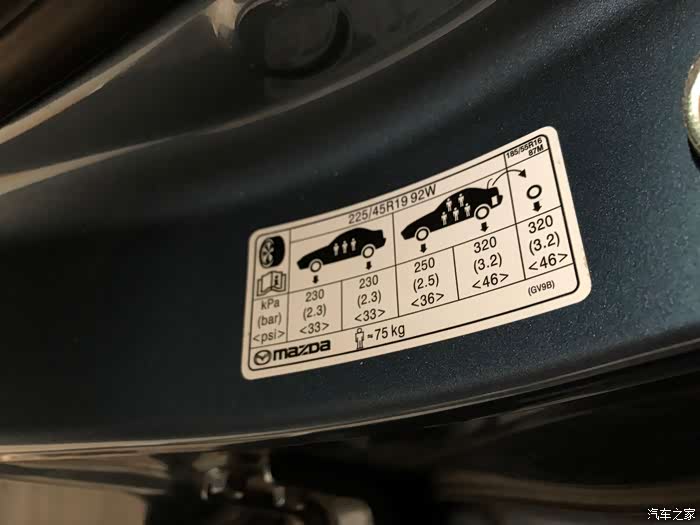 225/45R19 92W
185/55R16
87M
kPa 230 230 250 320 320
(bar) (2.3) (2.3) (2.5) (3.2) (3.2)
<psi> <33> <33> <36> <46> <46>
mazda = 75 kg
(GV9B)
汽车之家